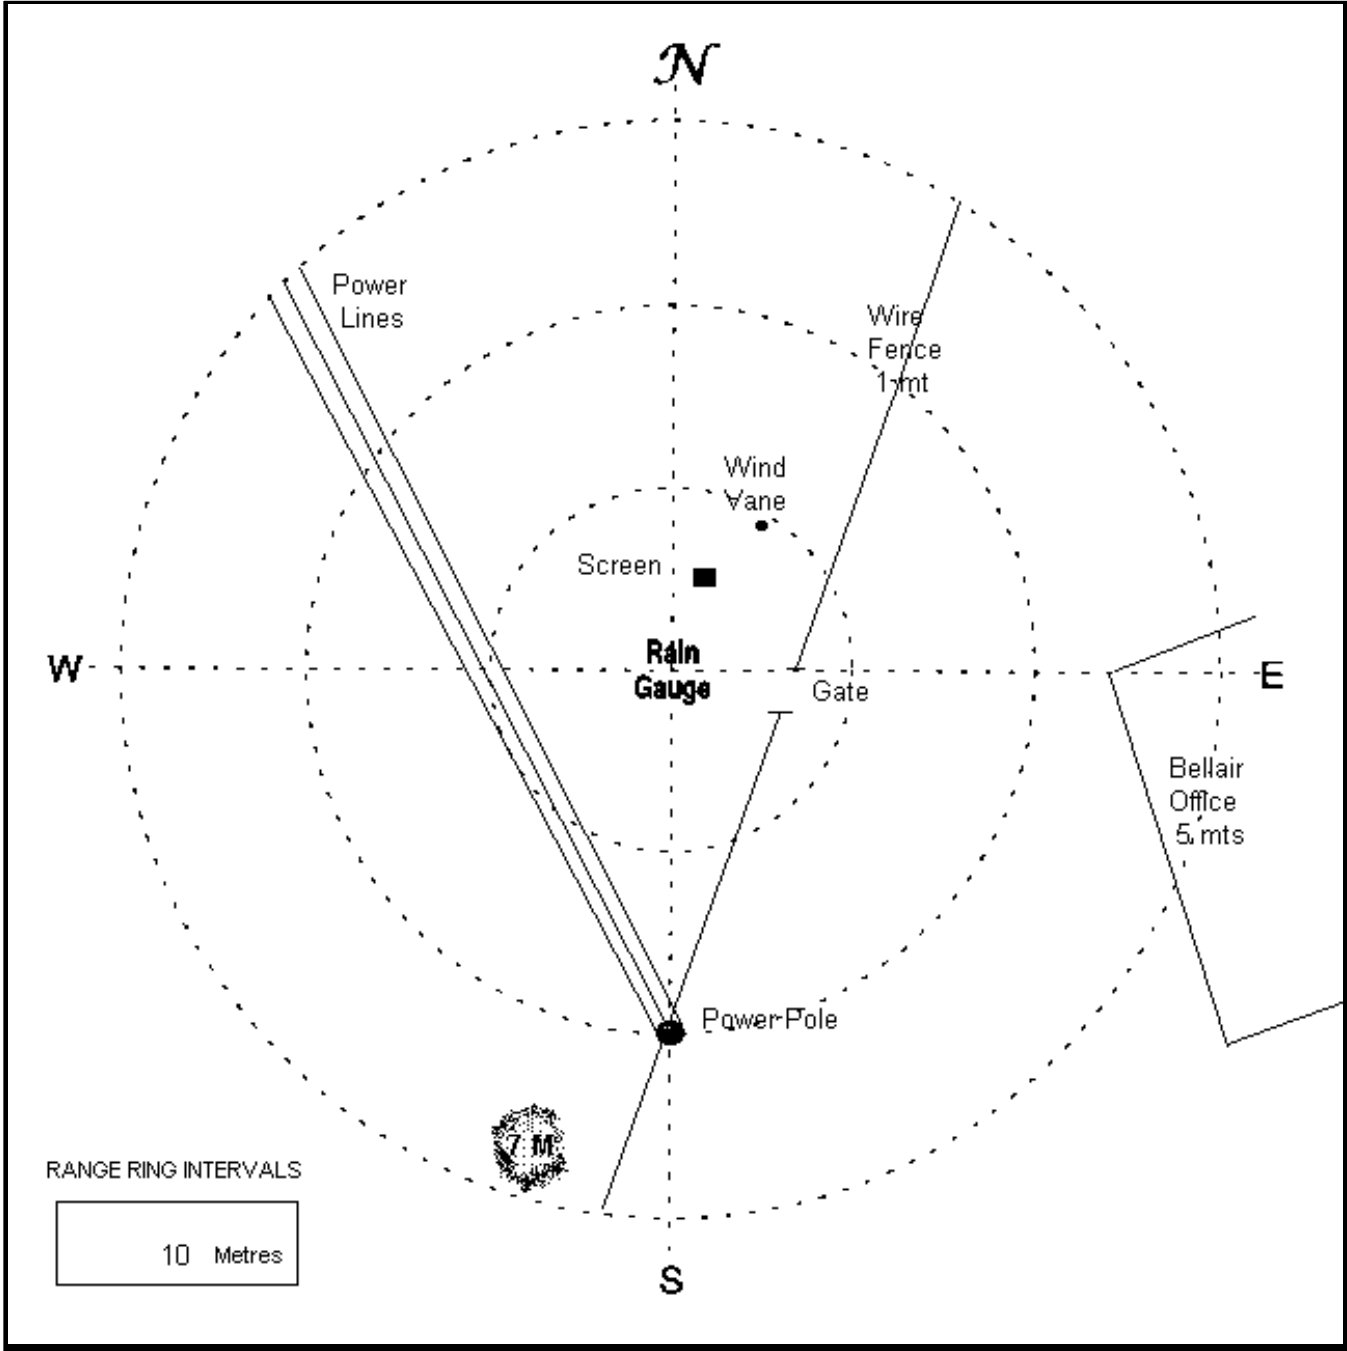 N
Power
Lines
Wire
Fence
1-mt
Wind
Vane
Screen
Rain
Gauge
W
E
Gate
Bellair
Office
5 mts
Power-Pole
7 M
RANGE RING INTERVALS
10 Metres
S